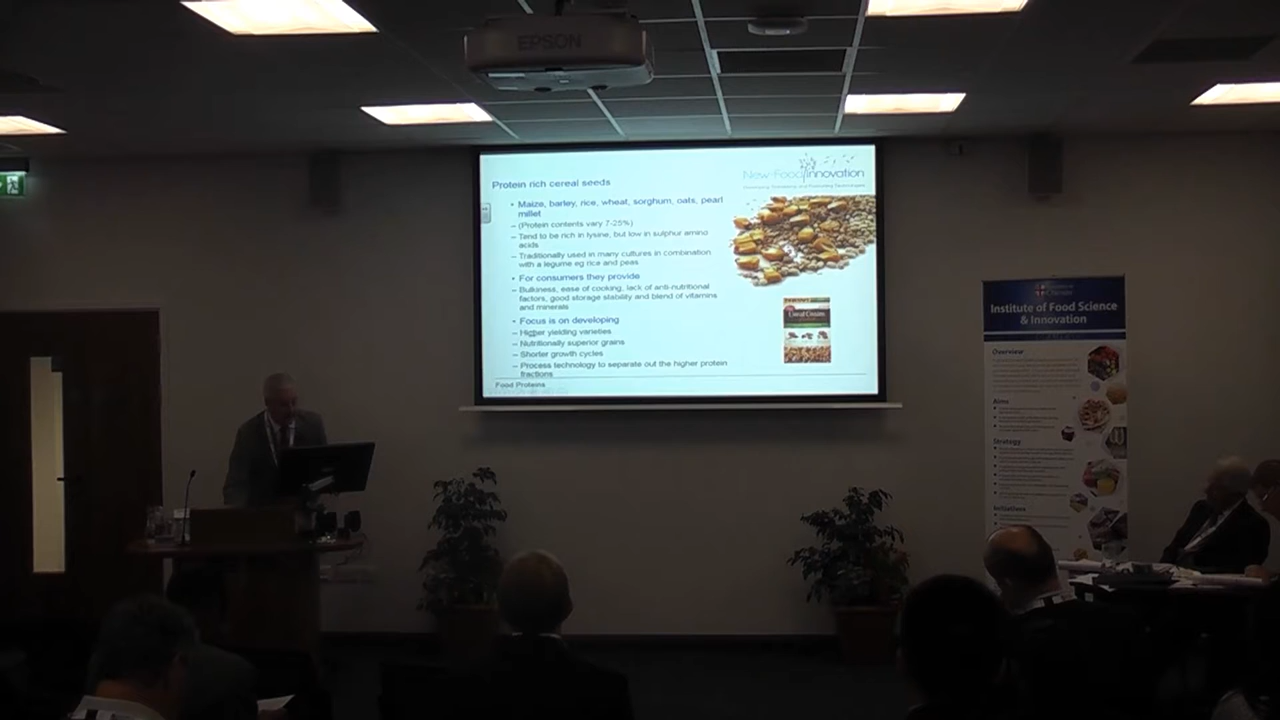 EPSON
Protein rich cereal seeds
New-Food/Innovation
• Maize, barley, rice, wheat, sorghum, oats, pearl
millet
– (Protein contents vary 7-25%)
– Tend to be rich in lysine, but low in sulphur amino
acids
– Traditionally used in many cultures in combination
with a legume eg rice and peas
• For consumers they provide
– Bulkiness, ease of cooking, lack of anti-nutritional
factors, good storage stability and blend of vitamins
and minerals
• Focus is on developing
– Higher yielding varieties
– Nutritionally superior grains
– Shorter growth cycles
– Process technology to separate out the higher protein
fractions
Food Proteins
Institute of Food Science
& Innovation
Overview
Aims
Strategy
Initiatives